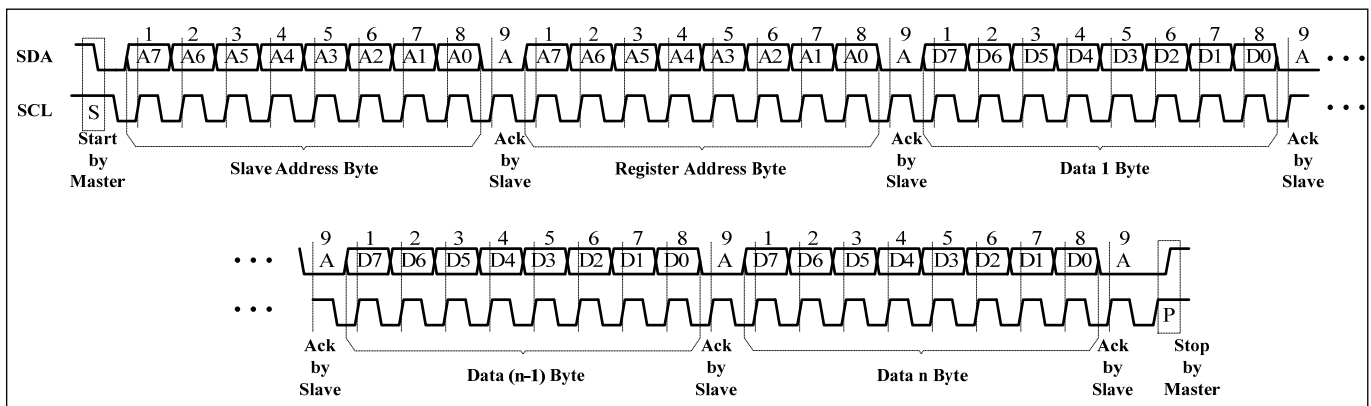 1 2 3 4 5 6 7 8 9 1 2 3 4 5 6 7 8 9 1 2 3 4 5 6 7 8 9
SDA A7 A6 A5 A4 A3 A2 A1 A0 A A7 A6 A5 A4 A3 A2 A1 A0 A D7 D6 D5 D4 D3 D2 D1 D0 A
SCL S
Start by Master
Slave Address Byte
Ack by Slave
Register Address Byte
Ack by Slave
Data 1 Byte
Ack by Slave
9 1 2 3 4 5 6 7 8 9 1 2 3 4 5 6 7 8 9
A D7 D6 D5 D4 D3 D2 D1 D0 A D7 D6 D5 D4 D3 D2 D1 D0 A
P
Ack by Slave
Data (n-1) Byte
Ack by Slave
Data n Byte
Ack by Slave
Stop by Master